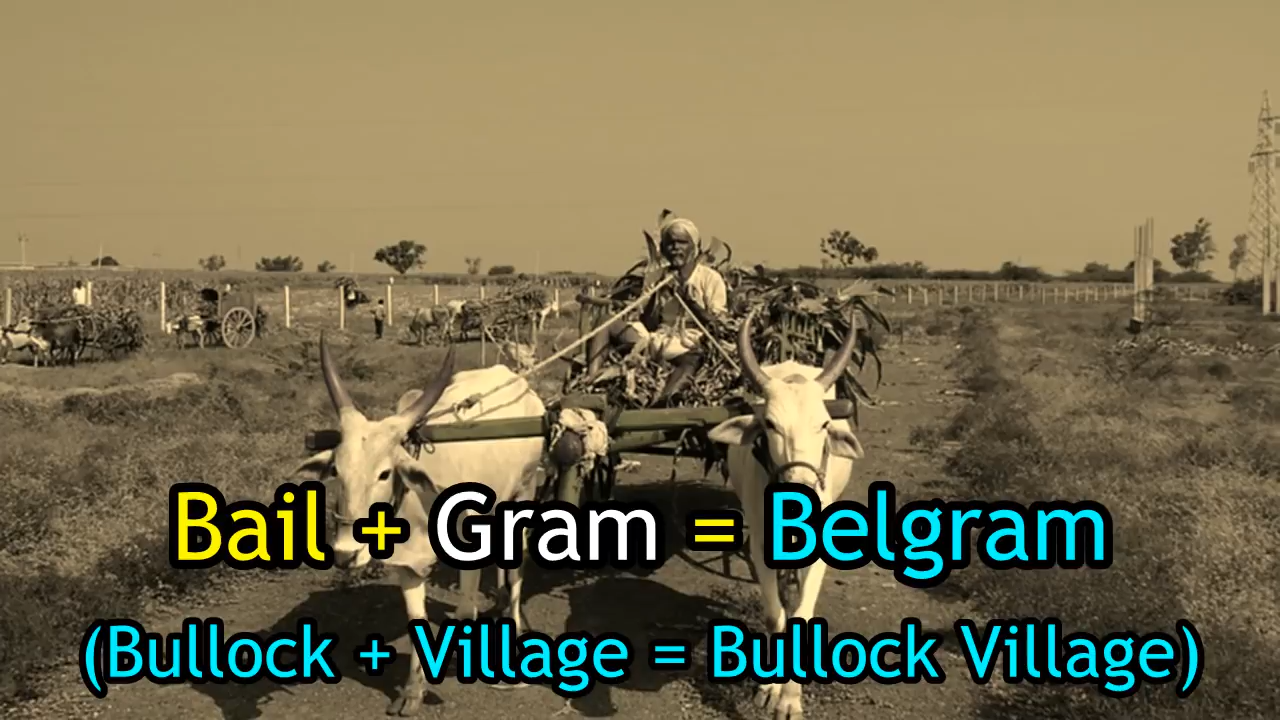 Bail + Gram = Belgram
(Bullock + Village = Bullock Village)